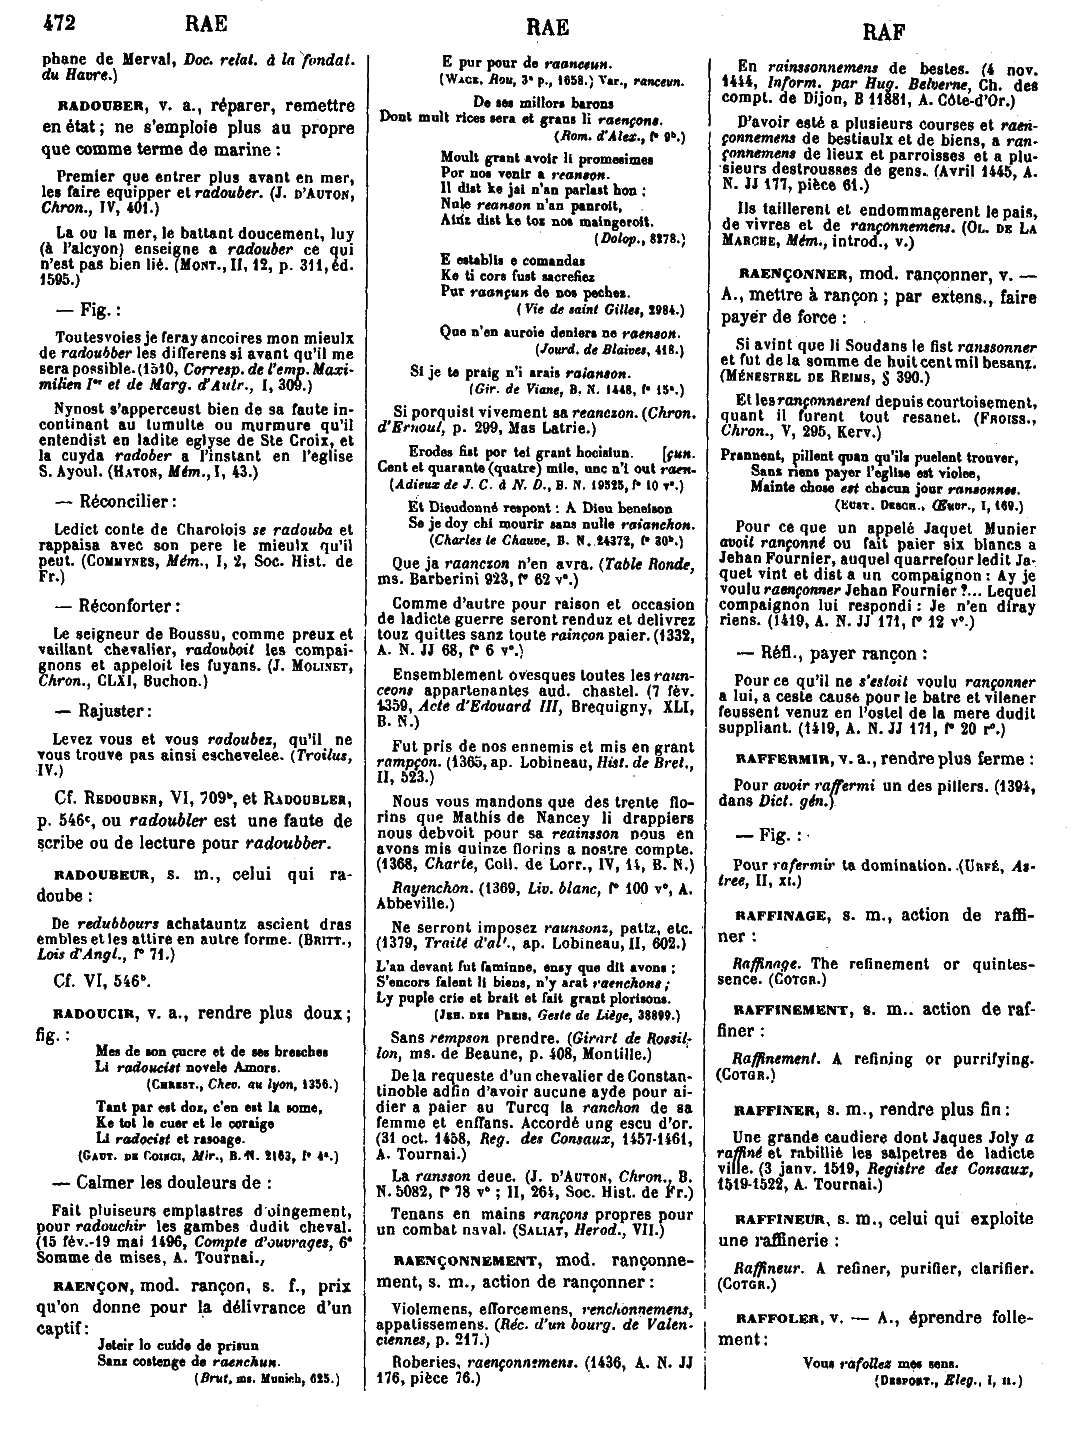 472 RAE RAE RAF
phane de Merval, Doc. relat. à la fondat.
du Havre.)
RADOUBER, v. a., réparer, remettre
en état; ne s'emploie plus au propre
que comme terme de marine :
Premier que entrer plus avant en mer,
les faire equipper et radouber. (J. D'AUTON,
Chron., IV, 401.)
La ou la mer, le battant doucement, luy
(à l'alcyon) enseigne a radouber ce qui
n'est pas bien lié. (MONT., II, 12, p. 311, éd.
1595.)
— Fig. :
Toutesvoies je feray ancoires mon mieulx
de radoubber les differens si avant qu'il me
sera possible. (1510, Corresp. de l'emp. Maxi-
milien Ier et de Marg. d'Autr., I, 309.)
Nynost s'apperceust bien de sa faute in-
continant au tumulte ou murmure qu'il
entendist en ladite eglyse de Ste Croix, et
la cuyda radober a l'instant en l'eglise
S. Ayoul. (HATON, Mém., I, 43.)
— Réconcilier :
Ledict conte de Charolois se radouba et
rappaisa avec son pere le mieulx qu'il
peut. (COMMYNES, Mém., I, 2, Soc. Hist. de
Fr.)
— Réconforter :
Le seigneur de Boussu, comme preux et
vaillant chevalier, radouboit les compai-
gnons et appeloit les fuyans. (J. MOLINET,
Chron., CLXI, Buchon.)
— Rajuster :
Levez vous et vous radoubez, qu'il ne
vous trouve pas ainsi eschevelee. (Troilus,
IV.)
Cf. REDOUBER, VI, 709b, et RADOUBLER,
p. 546c, ou radoubler est une faute de
scribe ou de lecture pour radoubber.
RADOUBEUR, s. m., celui qui ra-
doube :
De redubbours achatauntz ascient dras
embles et les attire en autre forme. (BRITT.,
Lois d'Angl., f° 71.)
Cf. VI, 546b.
RADOUCIR, v. a., rendre plus doux ;
fig. :
Mes de son çucre et de ses bresches
Li radoucist novele Amors.
(CHREST., Chev. au lyon, 1356.)
Tant par est doz, c'en est la some,
Ke tot le cuer et le coraige
Li radocist et rasoage.
(GAUT. DE COINCI, Mir., B. N. 2163, f° 4a.)
— Calmer les douleurs de :
Fait pluiseurs emplastres d'oingement,
pour radouchir les gambes dudit cheval.
(15 fév.-19 mai 1496, Compte d'ouvrages, 6e
Somme de mises, A. Tournai.,
RAENÇON, mod. rançon, s. f., prix
qu'on donne pour la délivrance d'un
captif :
Jeteir lo cuide de prisun
Sanz costenge de raenchun.
(Brut, ms. Munich, 625.)
E pur pour de raanceun.
(WACE, Rou, 3e p., 1658.) Var., ranceun.
De ses millors barons
Dont mult rices sera et grans li raençons.
(Rom. d'Alex., f° 9b.)
Moult grant avoir li promesimes
Por nos venir a reanson.
Il dist ke jai n'an parlast hon ;
Nule reanson n'an panroit,
Ainz dist ke toz nos maingeroit.
(Dolop., 8278.)
E establis e comandas
Ke ti cors fust sacrefiez
Pur raançun de nos pechez.
(Vie de saint Gilles, 2984.)
Que n'en auroie deniers ne raenson.
(Jourd. de Blaives, 418.)
Si je te praig n'i arais raianson.
(Gir. de Viane, B. N. 1448, f° 15a.)
Si porquist vivement sa reanczon. (Chron.
d'Ernoul, p. 299, Mas Latrie.)
Erodes fist por tel grant hocisiun. [çun.
Cent et quarante (quatre) mile, unc n'i out raen-
(Adieux de J. C. à N. D., B. N. 19525, f° 10 v°.)
Et Dieudonné respont : A Dieu beneison
Se je doy chi mourir sans nulle raianchon.
(Charles le Chauve, B. N. 24372, f° 30b.)
Que ja raanczon n'en avra. (Table Ronde,
ms. Barberini 923, f° 62 v°.)
Comme d'autre pour raison et occasion
de ladicte guerre seront renduz et delivrez
touz quittes sanz toute rainçon paier. (1332,
A. N. JJ 68, f° 6 v°.)
Ensemblement ovesques toutes les raun-
ceons appartenantes aud. chastel. (7 fév.
1359, Acte d'Edouard III, Brequigny, XLI,
B. N.)
Fut pris de nos ennemis et mis en grant
rampçon. (1365, ap. Lobineau, Hist. de Bret.,
II, 523.)
Nous vous mandons que des trente flo-
rins que Mathis de Nancey li drappiers
nous debvoit pour sa reainsson nous en
avons mis quinze florins a nostre compte.
(1368, Charte, Coll. de Lorr., IV, 14, B. N.)
Rayenchon. (1369, Liv. blanc, f° 100 v°, A.
Abbeville.)
Ne serront imposez raunsonz, patiz, etc.
(1379, Traité d'al., ap. Lobineau, II, 602.)
L'an devant fut faminne, ensy que dit avons ;
S'encors falent li biens, n'y arat raenchons ;
Ly puple crie et brait et fait grant plorisons.
(JEH. DES PREIS, Geste de Liège, 38899.)
Sans rempson prendre. (Girart de Rossil-
lon, ms. de Beaune, p. 408, Montille.)
De la requeste d'un chevalier de Constan-
tinoble adfin d'avoir aucune ayde pour ai-
dier a paier au Turcq la ranchon de sa
femme et enffans. Accordé ung escu d'or.
(31 oct. 1458, Reg. des Consaux, 1457-1461,
A. Tournai.)
La ransson deue. (J. D'AUTON, Chron., B.
N. 5082, f° 78 v° ; II, 264, Soc. Hist. de Fr.)
Tenans en mains rançons propres pour
un combat naval. (SALIAT, Herod., VII.)
RAENÇONNEMENT, mod. rançonne-
ment, s. m., action de rançonner :
Violemens, efforcemens, renchonnemens,
appatissemens. (Réc. d'un bourg. de Valen-
ciennes, p. 217.)
Roberies, raençonnemens. (1436, A. N. JJ
176, pièce 76.)
En rainssonnemens de bestes. (4 nov.
1444, Inform. par Hug. Belverne, Ch. des
compt. de Dijon, B 11881, A. Côte-d'Or.)
D'avoir esté a plusieurs courses et raen-
çonnemens de bestiaulx et de biens, a ran-
çonnemens de lieux et parroisses et a plu-
sieurs destrousses de gens. (Avril 1445, A.
N. JJ 177, pièce 61.)
Ils taillerent et endommagerent le pais,
de vivres et de rançonnemens. (OL. DE LA
MARCHE, Mém., introd., v.)
RAENÇONNER, mod. rançonner, v. —
A., mettre à rançon ; par extens., faire
payer de force :
Si avint que li Soudans le fist ranssonner
et fut de la somme de huit cent mil besanz.
(MÉNESTREL DE REIMS, § 390.)
Et les rançonnerent depuis courtoisement,
quant il furent tout resanet. (FROISS.,
Chron., V, 295, Kerv.)
Prannent, pillent quan qu'ils puelent trouver,
Sans riens payer l'eglise est violee,
Mainte chose est chacun jour ransonnee.
(EUST. DESCH., Œuvr., I, 169.)
Pour ce que un appelé Jaquet Munier
avoit rançonné ou fait paier six blancs a
Jehan Fournier, auquel quarrefour ledit Ja-
quet vint et dist a un compaignon : Ay je
voulu raençonner Jehan Fournier ?... Lequel
compaignon lui respondi : Je n'en diray
riens. (1419, A. N. JJ 171, f° 12 v°.)
— Réfl., payer rançon :
Pour ce qu'il ne s'estoit voulu rançonner
a lui, a ceste cause pour le batre et vilener
feussent venuz en l'ostel de la mere dudit
suppliant. (1419, A. N. JJ 171, f° 20 r°.)
RAFFERMIR, v. a., rendre plus ferme :
Pour avoir raffermi un des pillers. (1394,
dans Dict. gén.)
— Fig. :
Pour rafermir ta domination. (URFÉ, As-
tree, II, XI.)
RAFFINAGE, s. m., action de raffi-
ner :
Raffinage. The refinement or quintes-
sence. (COTGR.)
RAFFINEMENT, s. m.. action de raf-
finer :
Raffinement. A refining or purrifying.
(COTGR.)
RAFFINER, s. m., rendre plus fin :
Une grande caudiere dont Jaques Joly a
raffiné et rabillié les salpetres de ladicte
ville. (3 janv. 1519, Registre des Consaux,
1519-1522, A. Tournai.)
RAFFINEUR, s. m., celui qui exploite
une raffinerie :
Raffineur. A refiner, purifier, clarifier.
(COTGR.)
RAFFOLER, v. — A., éprendre folle-
ment :
Vous rafollez mes sens.
(DESPORT., Eleg., I, II.)